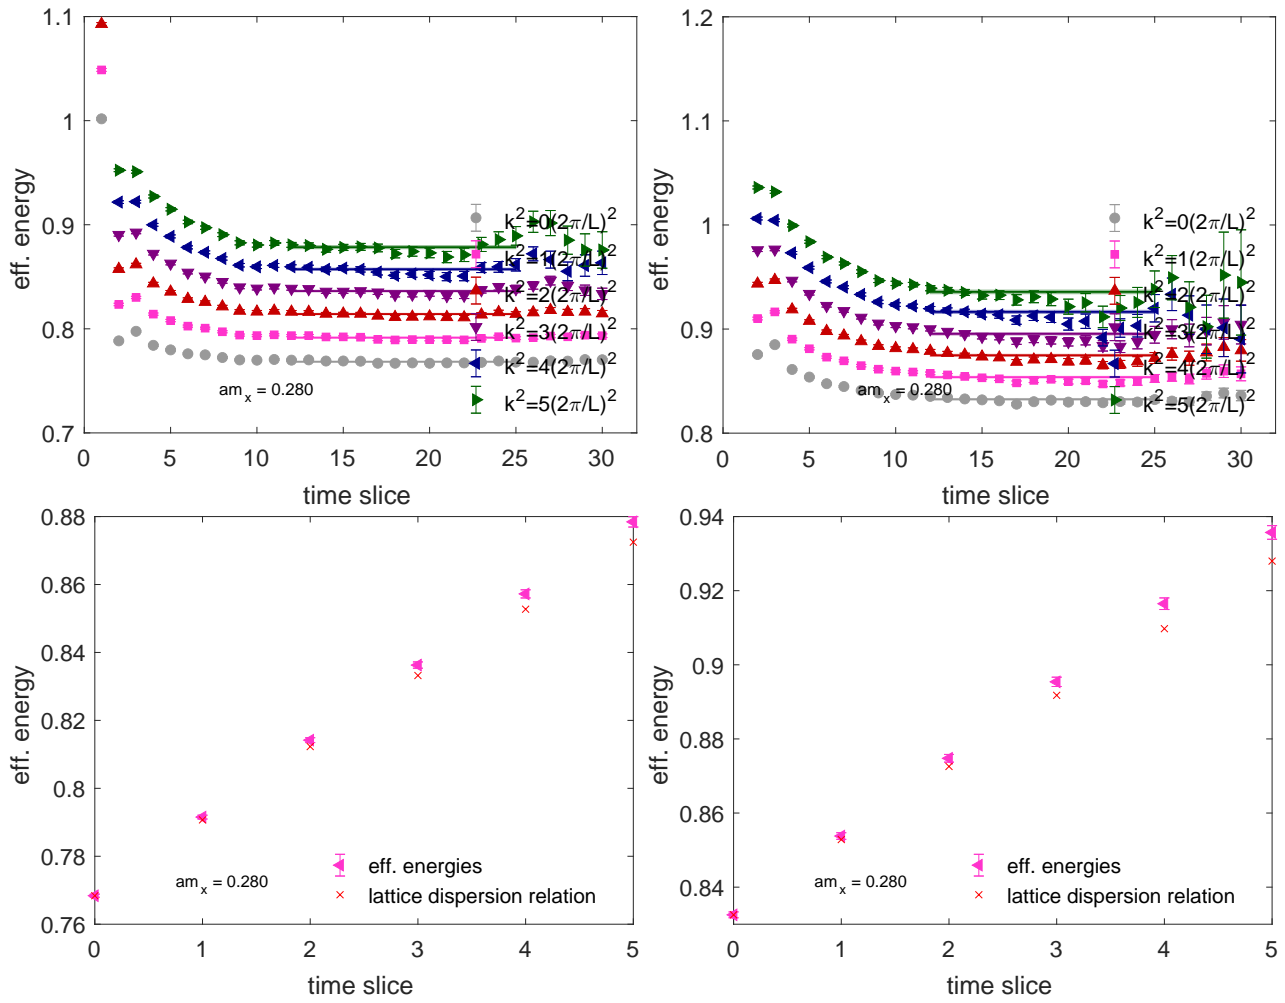 1.1
1
0.9
0.8
0.7
eff. energy
k²=0(2π/L)²
k²=1(2π/L)²
k²=2(2π/L)²
k²=3(2π/L)²
k²=4(2π/L)²
k²=5(2π/L)²
am_x = 0.280
0 5 10 15 20 25 30
time slice
1.2
1.1
1
0.9
0.8
eff. energy
k²=0(2π/L)²
k²=1(2π/L)²
k²=2(2π/L)²
k²=3(2π/L)²
k²=4(2π/L)²
k²=5(2π/L)²
am_x = 0.280
0 5 10 15 20 25 30
time slice
0.88
0.86
0.84
0.82
0.8
0.78
0.76
eff. energy
eff. energies
lattice dispersion relation
am_x = 0.280
0 1 2 3 4 5
time slice
0.94
0.92
0.9
0.88
0.86
0.84
eff. energy
eff. energies
lattice dispersion relation
am_x = 0.280
0 1 2 3 4 5
time slice